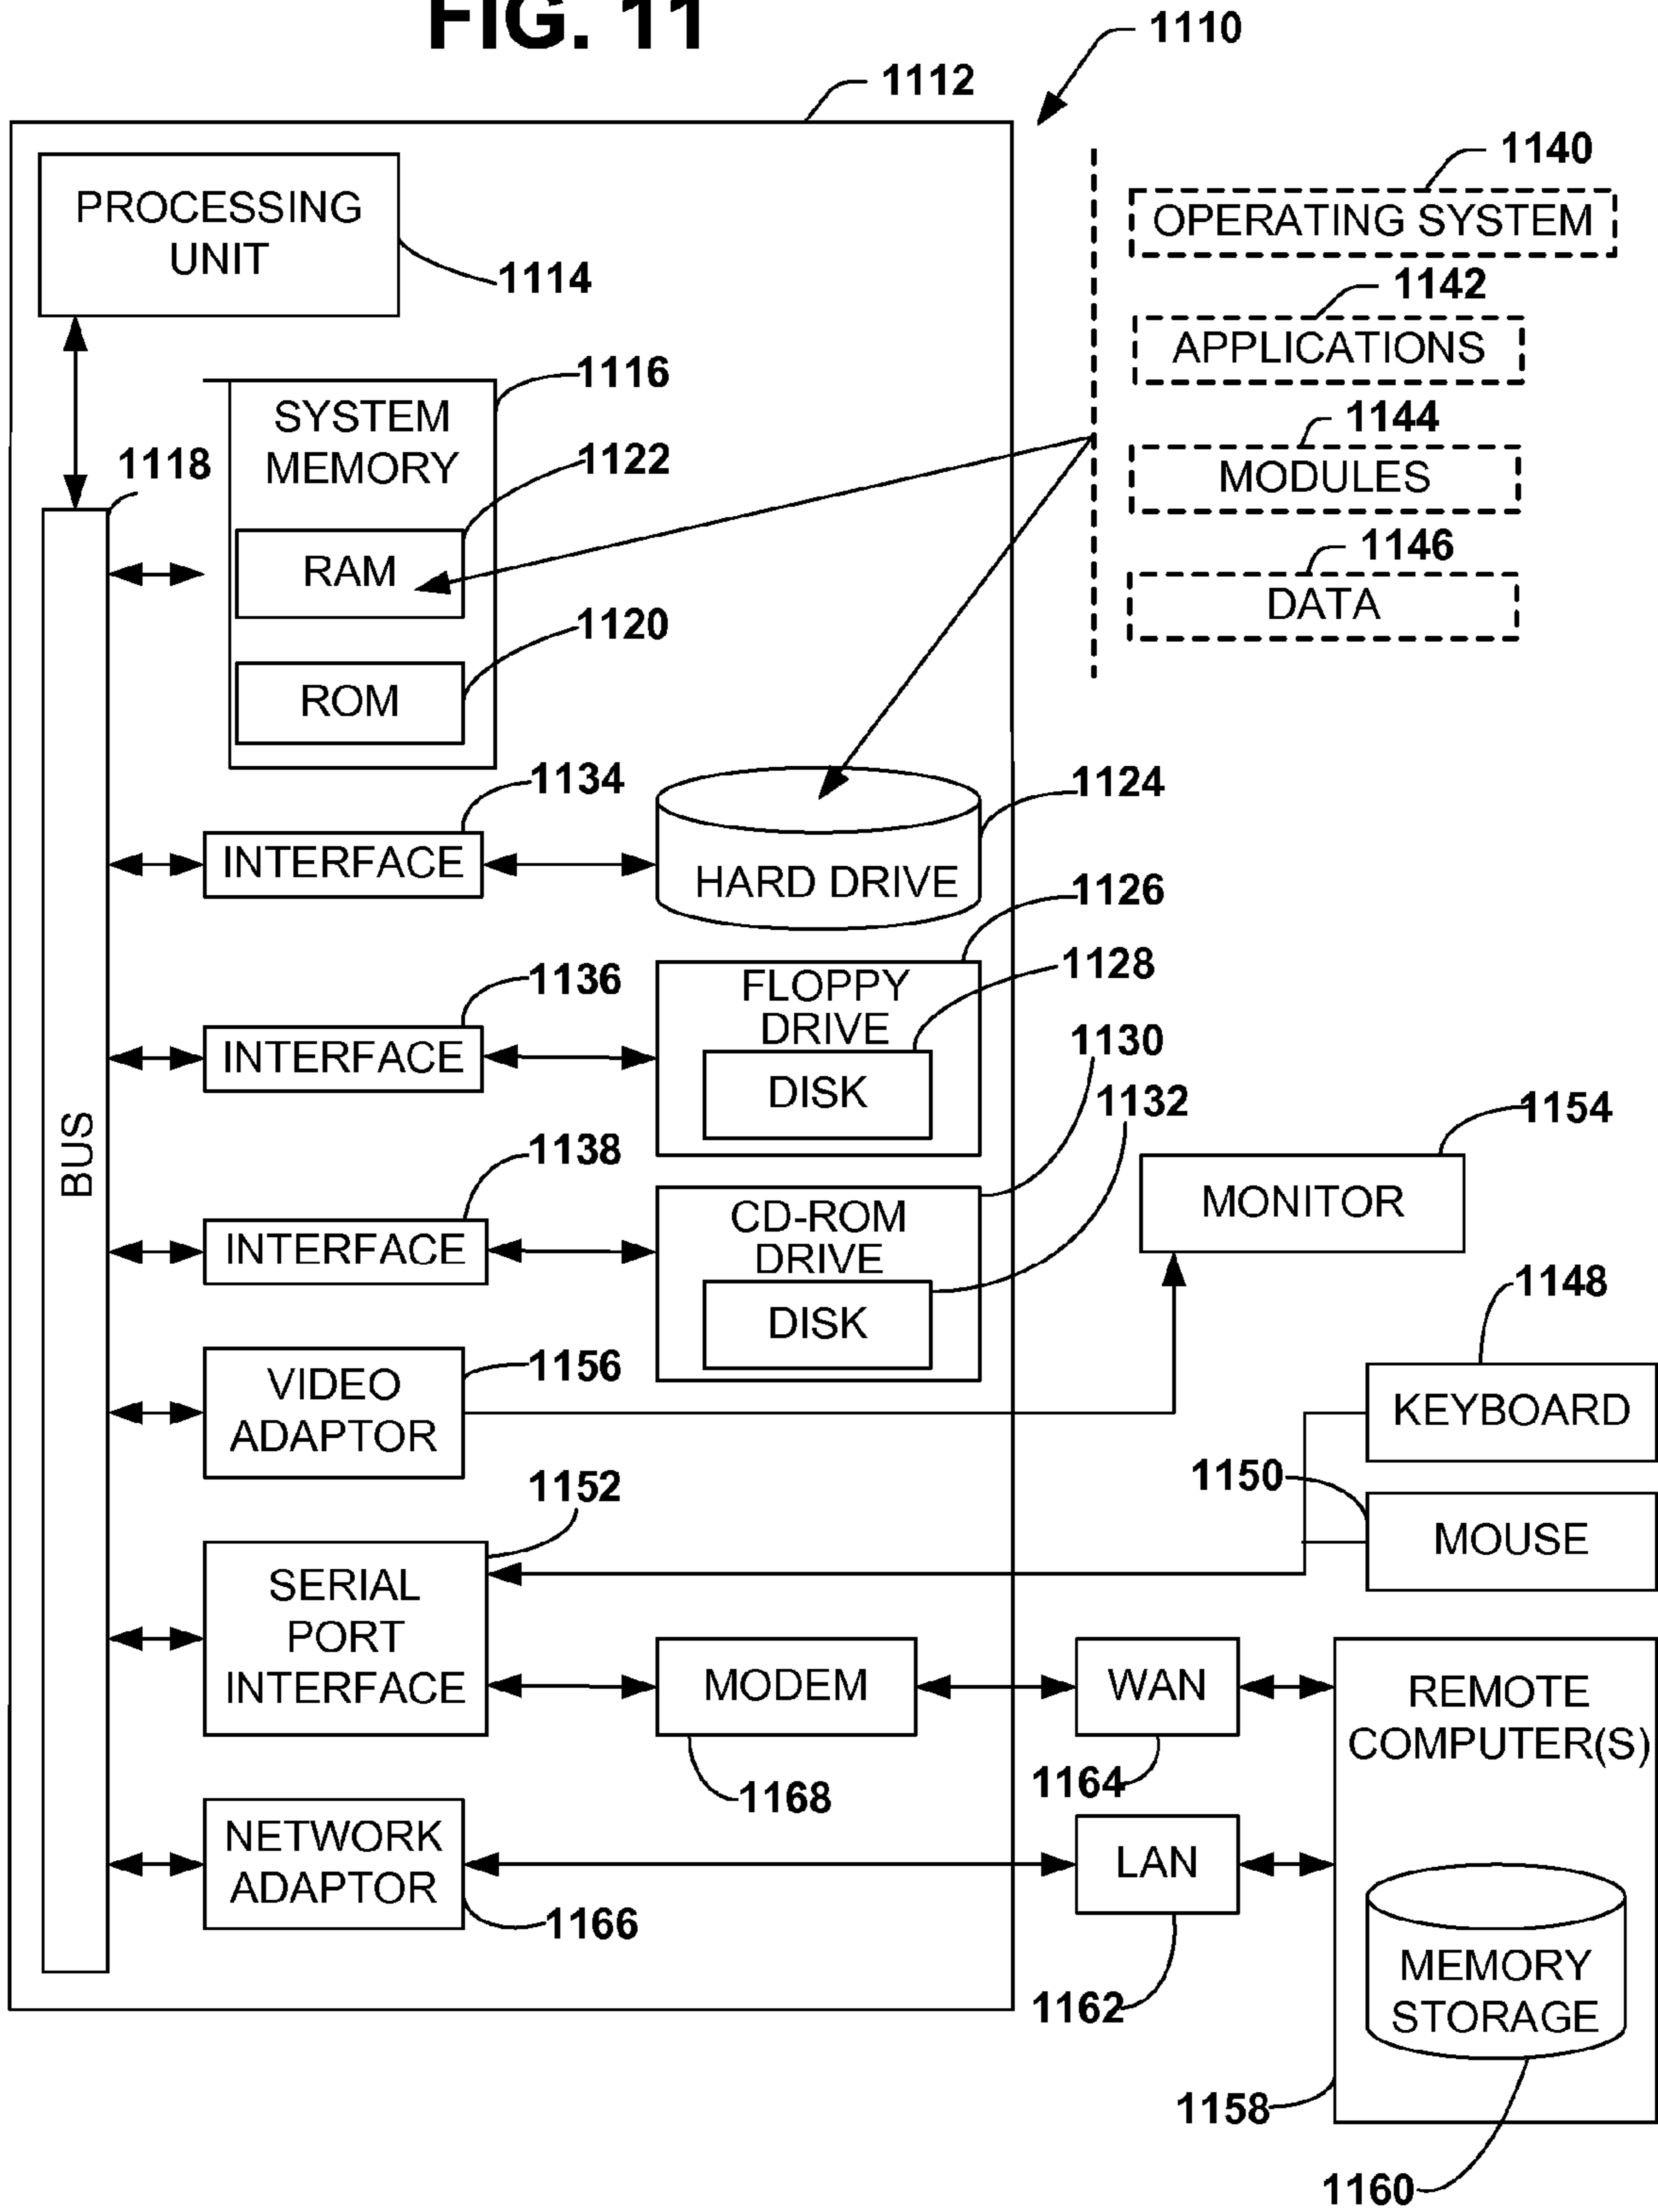 FIG. 11
1110
1112
PROCESSING
UNIT
1114
1140
OPERATING SYSTEM
1142
APPLICATIONS
1144
MODULES
1146
DATA
1116
SYSTEM
MEMORY
1122
RAM
1120
ROM
1118
BUS
1134
INTERFACE
1124
HARD DRIVE
1136
INTERFACE
1126
FLOPPY
DRIVE
1128
DISK
1138
INTERFACE
1130
CD-ROM
DRIVE
1132
DISK
1154
MONITOR
1156
VIDEO
ADAPTOR
1148
KEYBOARD
1150
MOUSE
1152
SERIAL
PORT
INTERFACE
MODEM
1168
WAN
1164
REMOTE
COMPUTER(S)
NETWORK
ADAPTOR
1166
LAN
1162
MEMORY
STORAGE
1158
1160